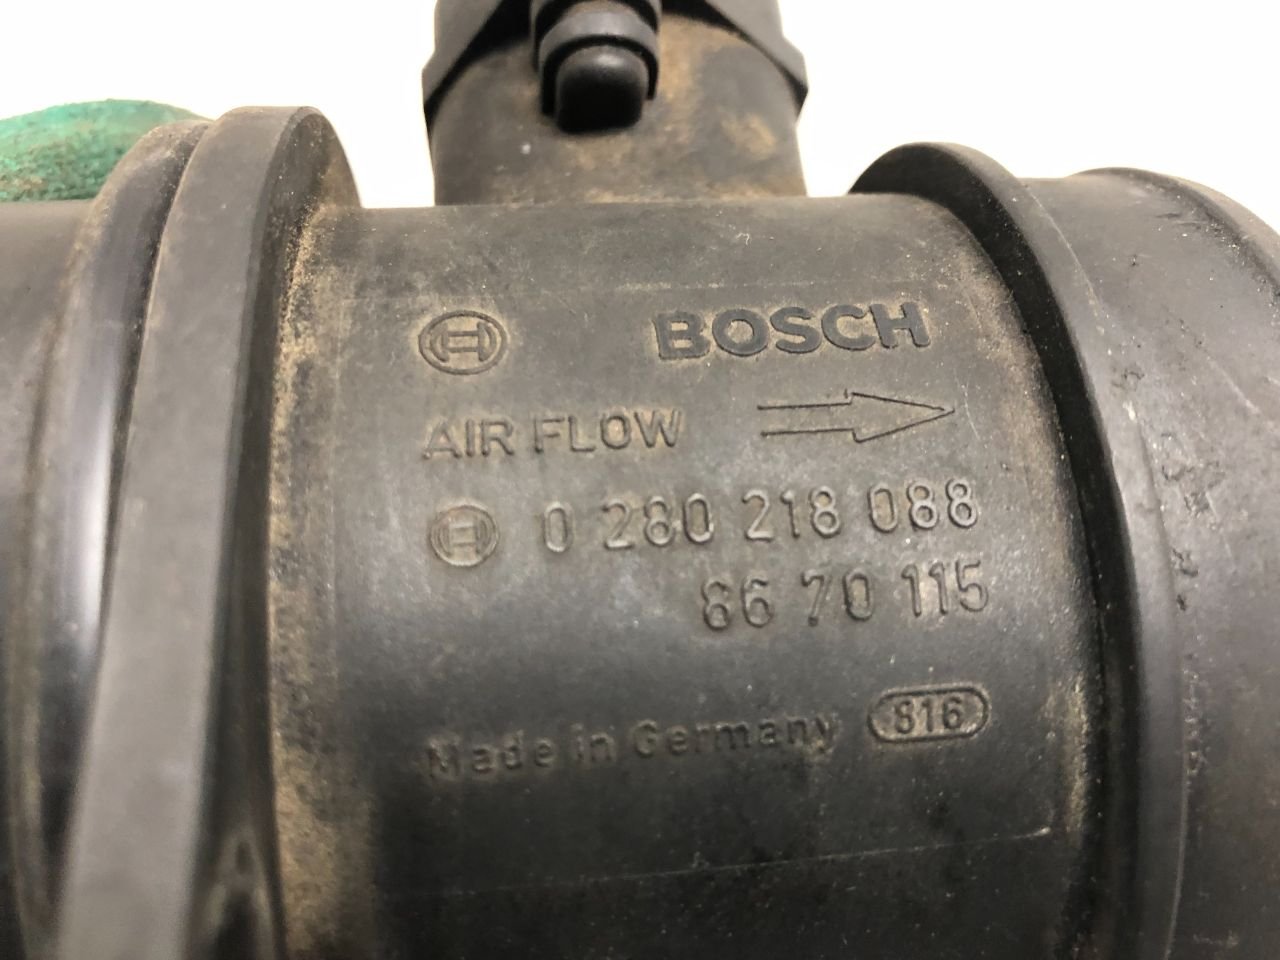 BOSCH
AIR FLOW
0 280 218 088
86 70 115
Made in Germany 816